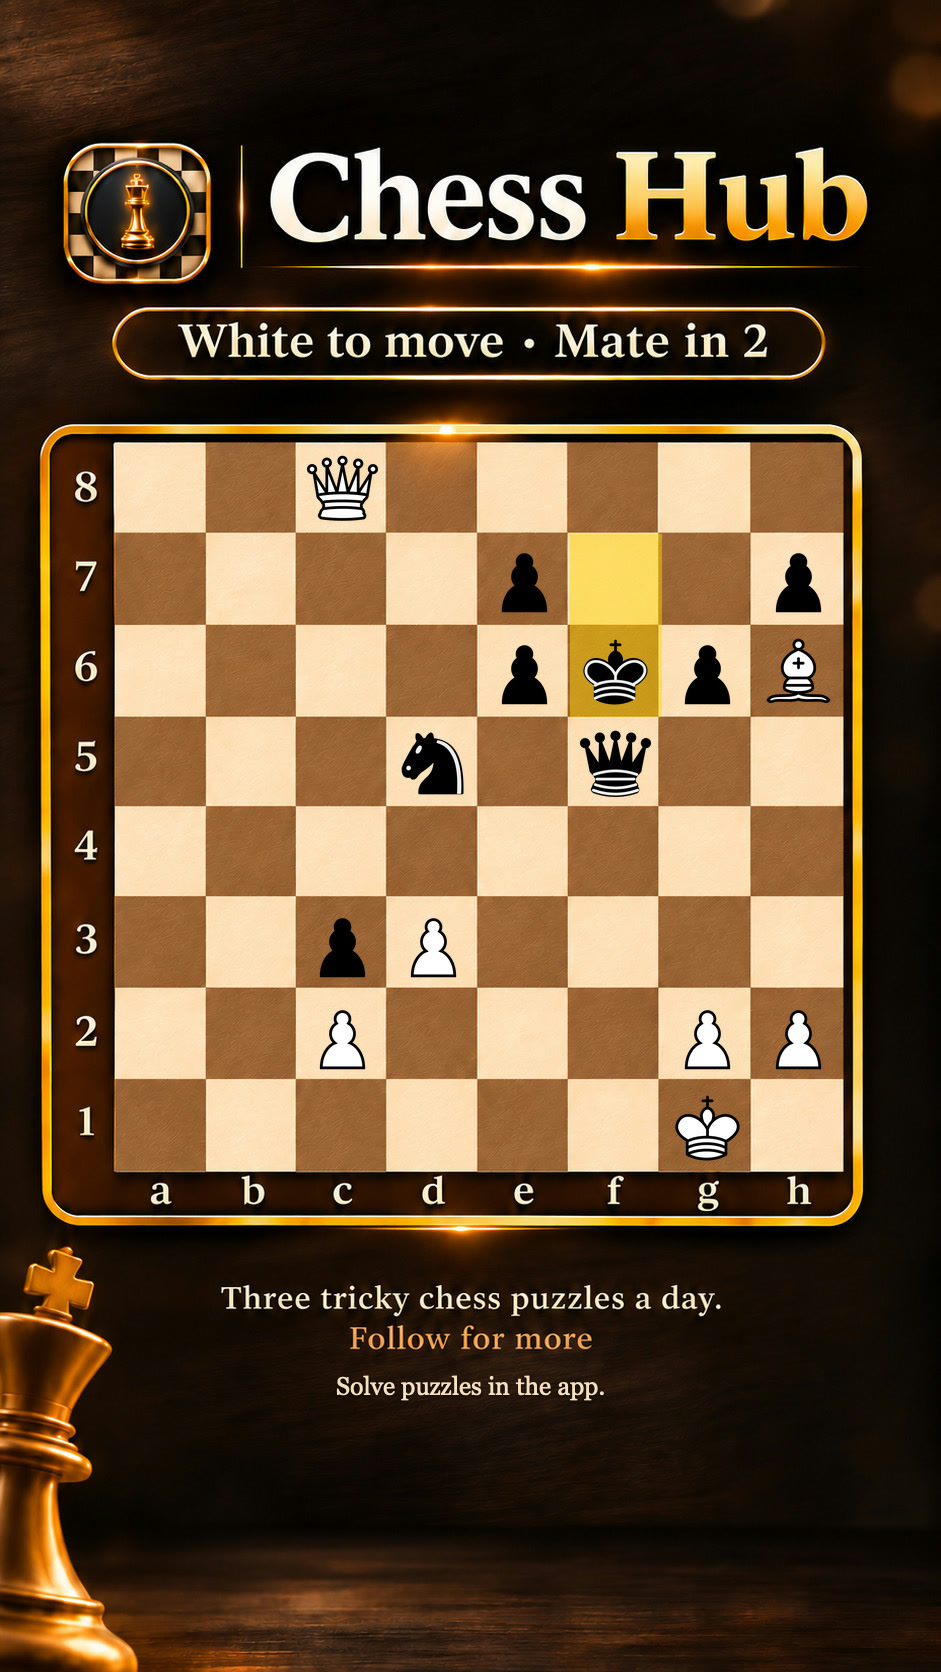 Chess Hub
White to move • Mate in 2
8
7
6
5
4
3
2
1
a b c d e f g h
Three tricky chess puzzles a day.
Follow for more
Solve puzzles in the app.